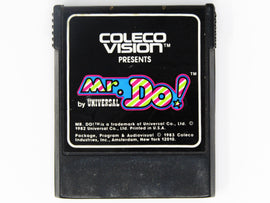 COLECO
VISION™
PRESENTS
Mr. Do!™
by UNIVERSAL
MR. DO! is a trademark of Universal Co., Ltd. ©
1982 Universal Co., Ltd. Printed in U.S.A.
Package, Program & Audiovisual © 1983 Coleco
Industries, Inc., Amsterdam, New York 12010.